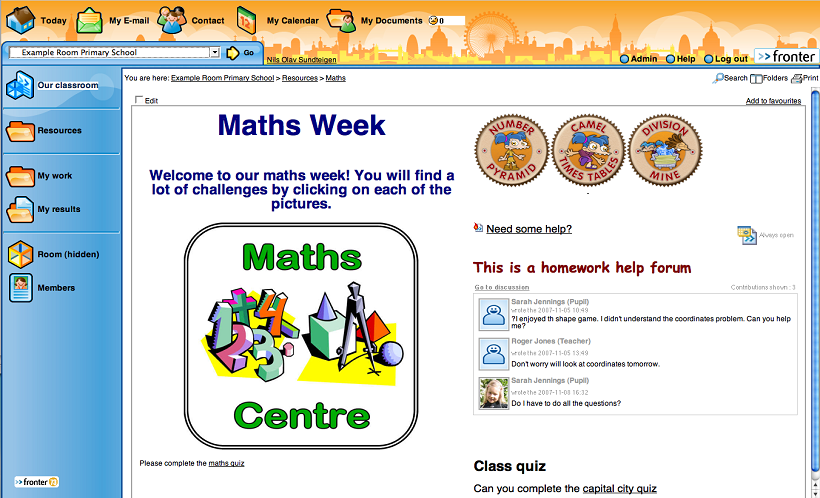 Today
My E-mail
Contact
12
My Calendar
My Documents
0
Example Room Primary School
Go
Nils Olav Sundteigen
Admin
Help
Log out
>> fronter
You are here: Example Room Primary School > Resources > Maths
Search
Folders
Print
Our classroom
Resources
My work
My results
Room (hidden)
Members
>> fronter
Edit
Add to favourites
Maths Week
Welcome to our maths week! You will find
a lot of challenges by clicking on each of the
pictures.
Maths
Centre
Please complete the maths quiz
NUMBER
PYRAMID
CAMEL
TIMES TABLES
DIVISION
MINE
Need some help?
Always open
This is a homework help forum
Go to discussion
Contributions shown : 3
Sarah Jennings (Pupil)
wrote the 2007-11-05 10:49
?I enjoyed th shape game. I didn't understand the coordinates problem. Can you help
me?
Roger Jones (Teacher)
wrote the 2007-11-05 13:49
Don't worry will look at coordinates tomorrow.
Sarah Jennings (Pupil)
wrote the 2007-11-08 16:32
Do I have to do all the questions?
Class quiz
Can you complete the capital city quiz